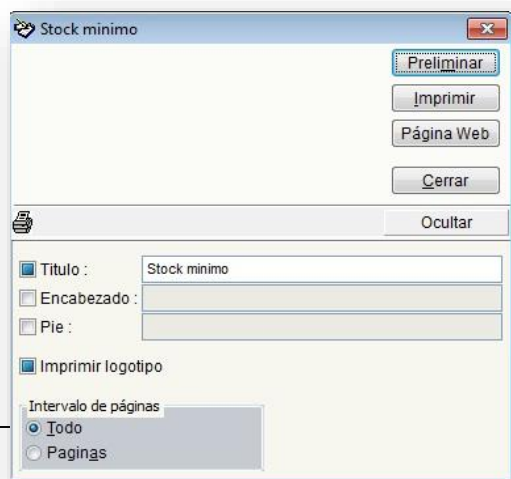 Stock minimo
Preliminar
Imprimir
Página Web
Cerrar
Ocultar
Titulo :
Stock minimo
Encabezado :
Pie :
Imprimir logotipo
Intervalo de páginas
Todo
Paginas